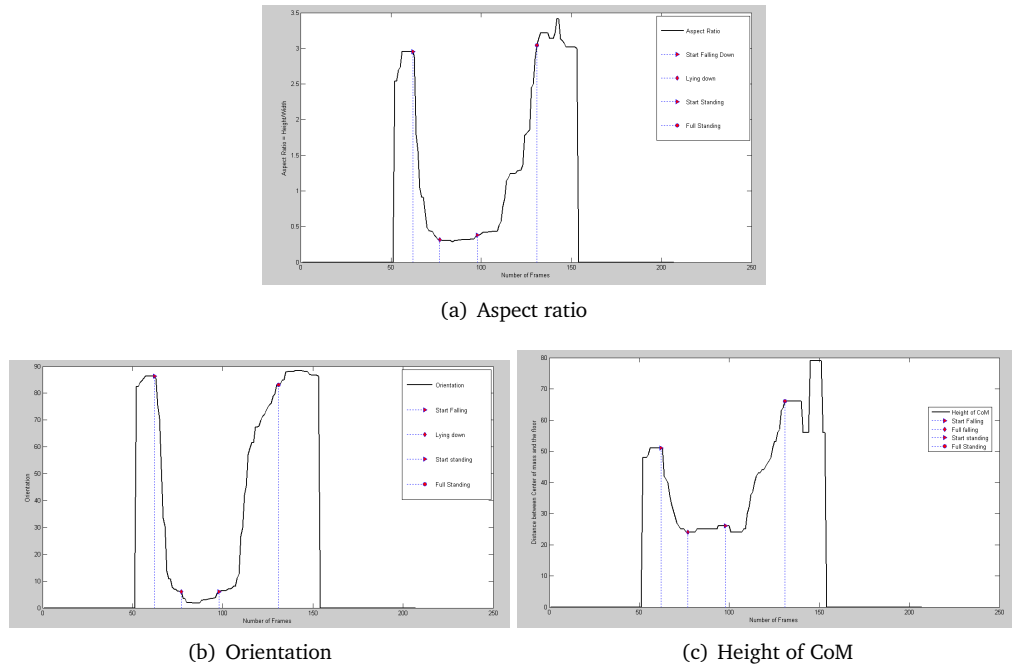 3.5
3
2.5
2
1.5
1
0.5
0
0 50 100 150 200 250
Aspect Ratio = Height/Width
Number of Frames
Aspect Ratio
Start Falling Down
Lying down
Start Standing
Full Standing
(a) Aspect ratio
90
80
70
60
50
40
30
20
10
0
0 50 100 150 200 250
Orientation
Number of Frames
Orientation
Start Falling
Lying down
Start standing
Full Standing
(b) Orientation
80
70
60
50
40
30
20
10
0
0 50 100 150 200 250
Distance between Center of mass and the floor
Number of Frames
Height of CoM
Start Falling
Full falling
Start standing
Full Standing
(c) Height of CoM